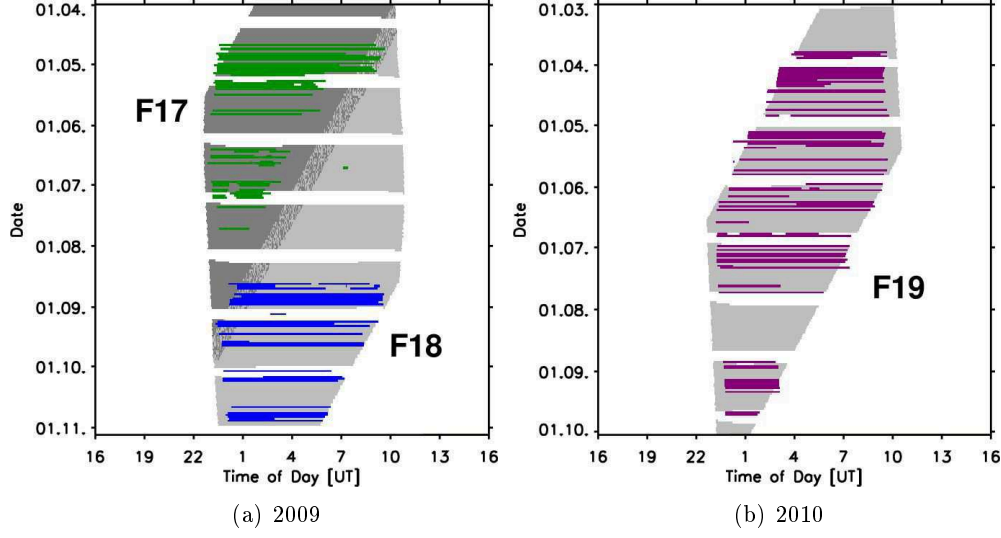 01.04.
01.05.
01.06.
01.07.
01.08.
01.09.
01.10.
01.11.
Date
F17
F18
16 19 22 1 4 7 10 13 16
Time of Day [UT]
(a) 2009
01.03.
01.04.
01.05.
01.06.
01.07.
01.08.
01.09.
01.10.
Date
F19
16 19 22 1 4 7 10 13 16
Time of Day [UT]
(b) 2010